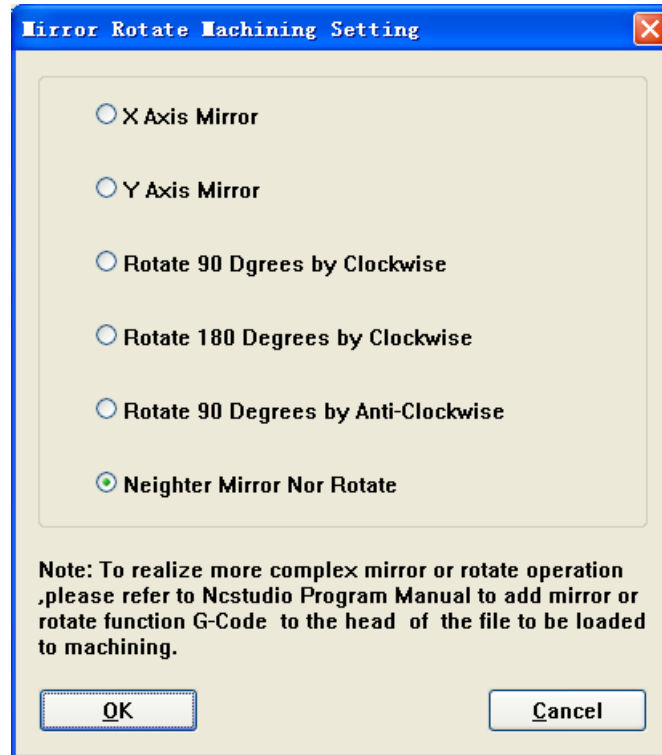 Mirror Rotate Machining Setting
X Axis Mirror
Y Axis Mirror
Rotate 90 Dgrees by Clockwise
Rotate 180 Degrees by Clockwise
Rotate 90 Degrees by Anti-Clockwise
Neighter Mirror Nor Rotate
Note: To realize more complex mirror or rotate operation
,please refer to Ncstudio Program Manual to add mirror or
rotate function G-Code to the head of the file to be loaded
to machining.
OK Cancel